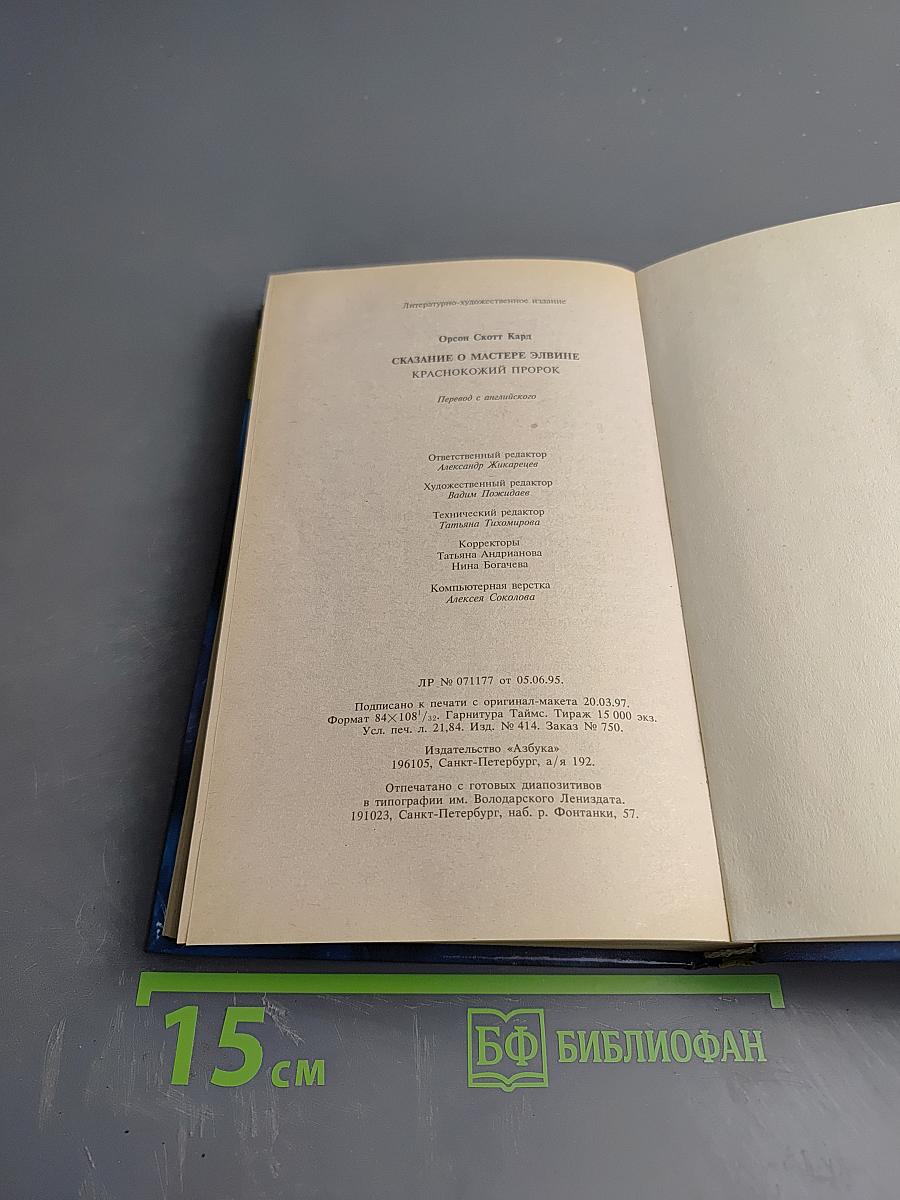 Литературно-художественное издание
Орсон Скотт Кард
СКАЗАНИЕ О МАСТЕРЕ ЭЛВИНЕ
КРАСНОКОЖИЙ ПРОРОК
Перевод с английского
Ответственный редактор
Александр Жикаренцев
Художественный редактор
Вадим Пожидаев
Технический редактор
Татьяна Тихомирова
Корректоры
Татьяна Андрианова
Нина Богачева
Компьютерная верстка
Алексея Соколова
ЛР № 071177 от 05.06.95.
Подписано к печати с оригинал-макета 20.03.97.
Формат 84×108¹/₃₂. Гарнитура Таймс. Тираж 15 000 экз.
Усл. печ. л. 21,84. Изд. № 414. Заказ № 750.
Издательство «Азбука»
196105, Санкт-Петербург, а/я 192.
Отпечатано с готовых диапозитивов
в типографии им. Володарского Лениздата.
191023, Санкт-Петербург, наб. р. Фонтанки, 57.
15 см
БФ БИБЛИОФАН